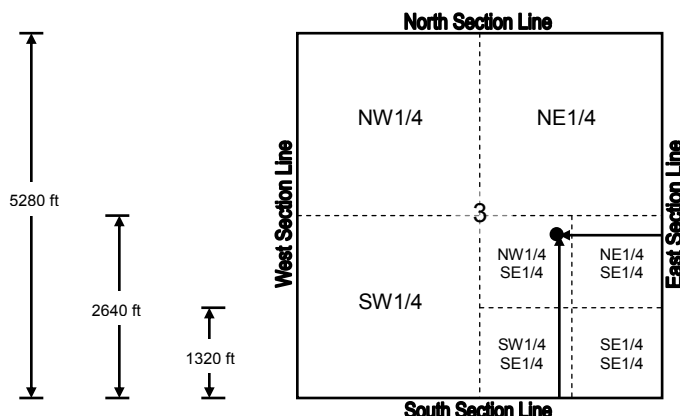 North Section Line
NW1/4
NE1/4
West Section Line
East Section Line
5280 ft
3
2640 ft
1320 ft
SW1/4
NW1/4
SE1/4
NE1/4
SE1/4
SW1/4
SE1/4
SE1/4
SE1/4
South Section Line